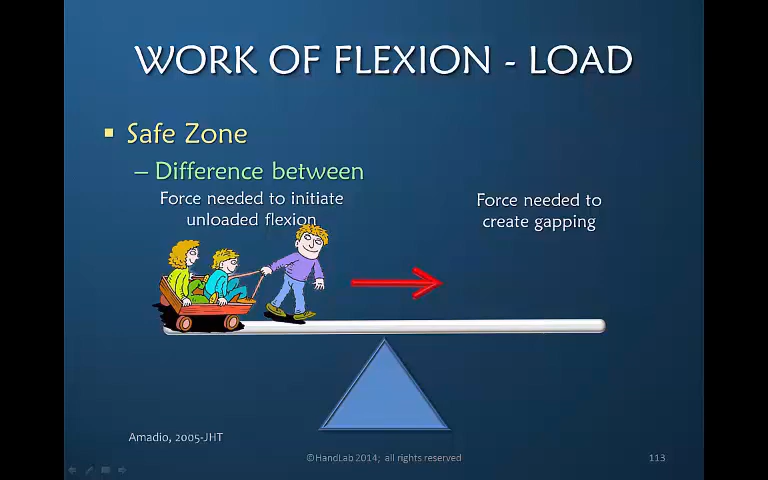 WORK OF FLEXION - LOAD
Safe Zone
– Difference between
Force needed to initiate
unloaded flexion
Force needed to
create gapping
Amadio, 2005-JHT
©HandLab 2014; all rights reserved
113